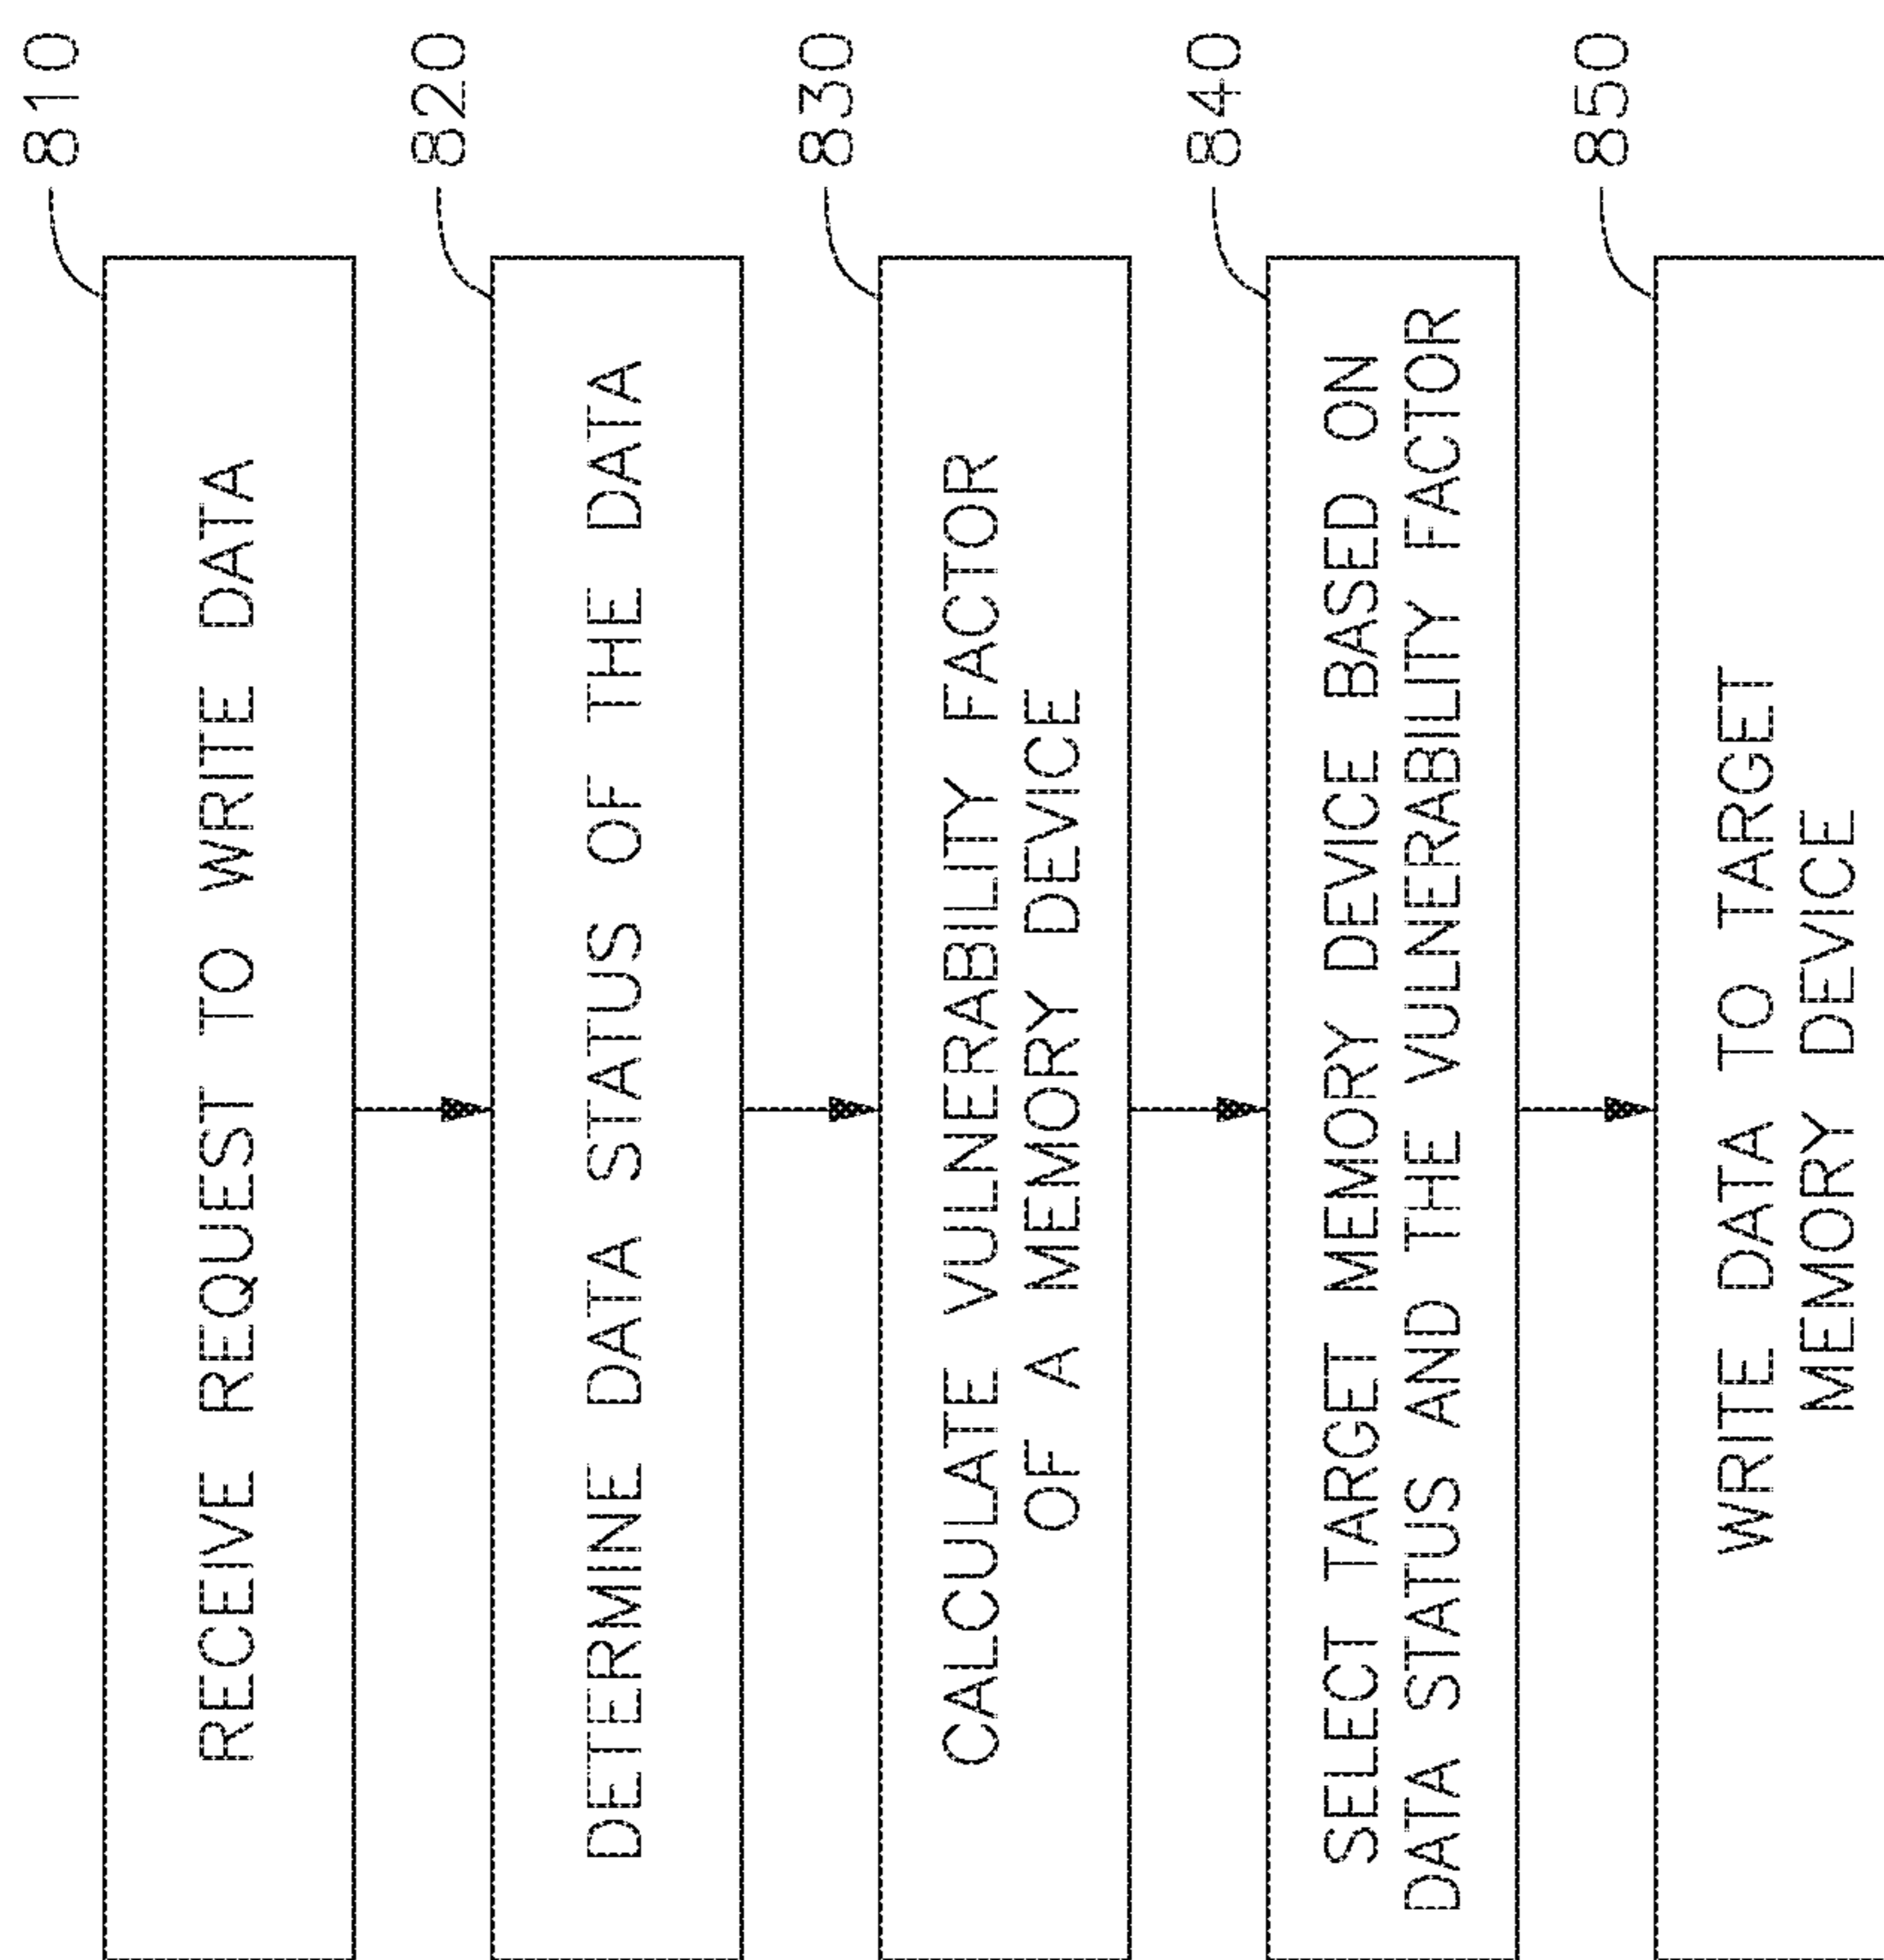 810
RECEIVE REQUEST TO WRITE DATA
820
DETERMINE DATA STATUS OF THE DATA
830
CALCULATE VULNERABILITY FACTOR
OF A MEMORY DEVICE
840
SELECT TARGET MEMORY DEVICE BASED ON
DATA STATUS AND THE VULNERABILITY FACTOR
850
WRITE DATA TO TARGET
MEMORY DEVICE